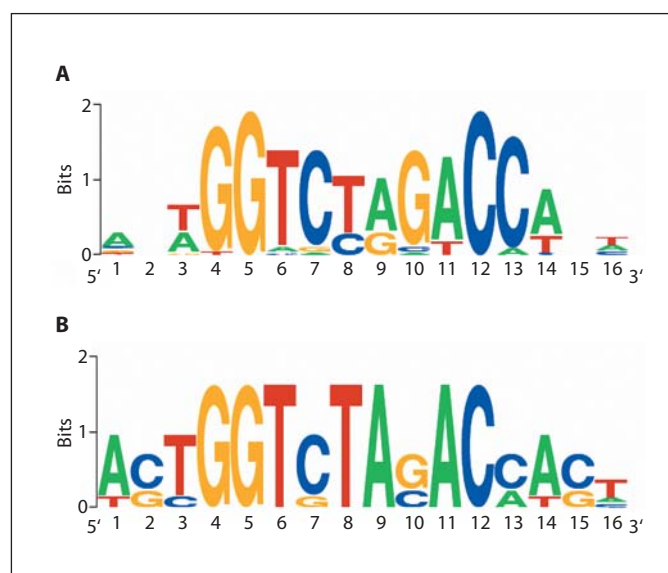 A
2
Bits
1
A T G G T C T A G A C C A T
A C G T T
0
5‘ 1 2 3 4 5 6 7 8 9 10 11 12 13 14 15 16 3‘
B
2
Bits
1
A C T G G T C T A G A C C A C T
T G C G C A T G A
0
5‘ 1 2 3 4 5 6 7 8 9 10 11 12 13 14 15 16 3‘